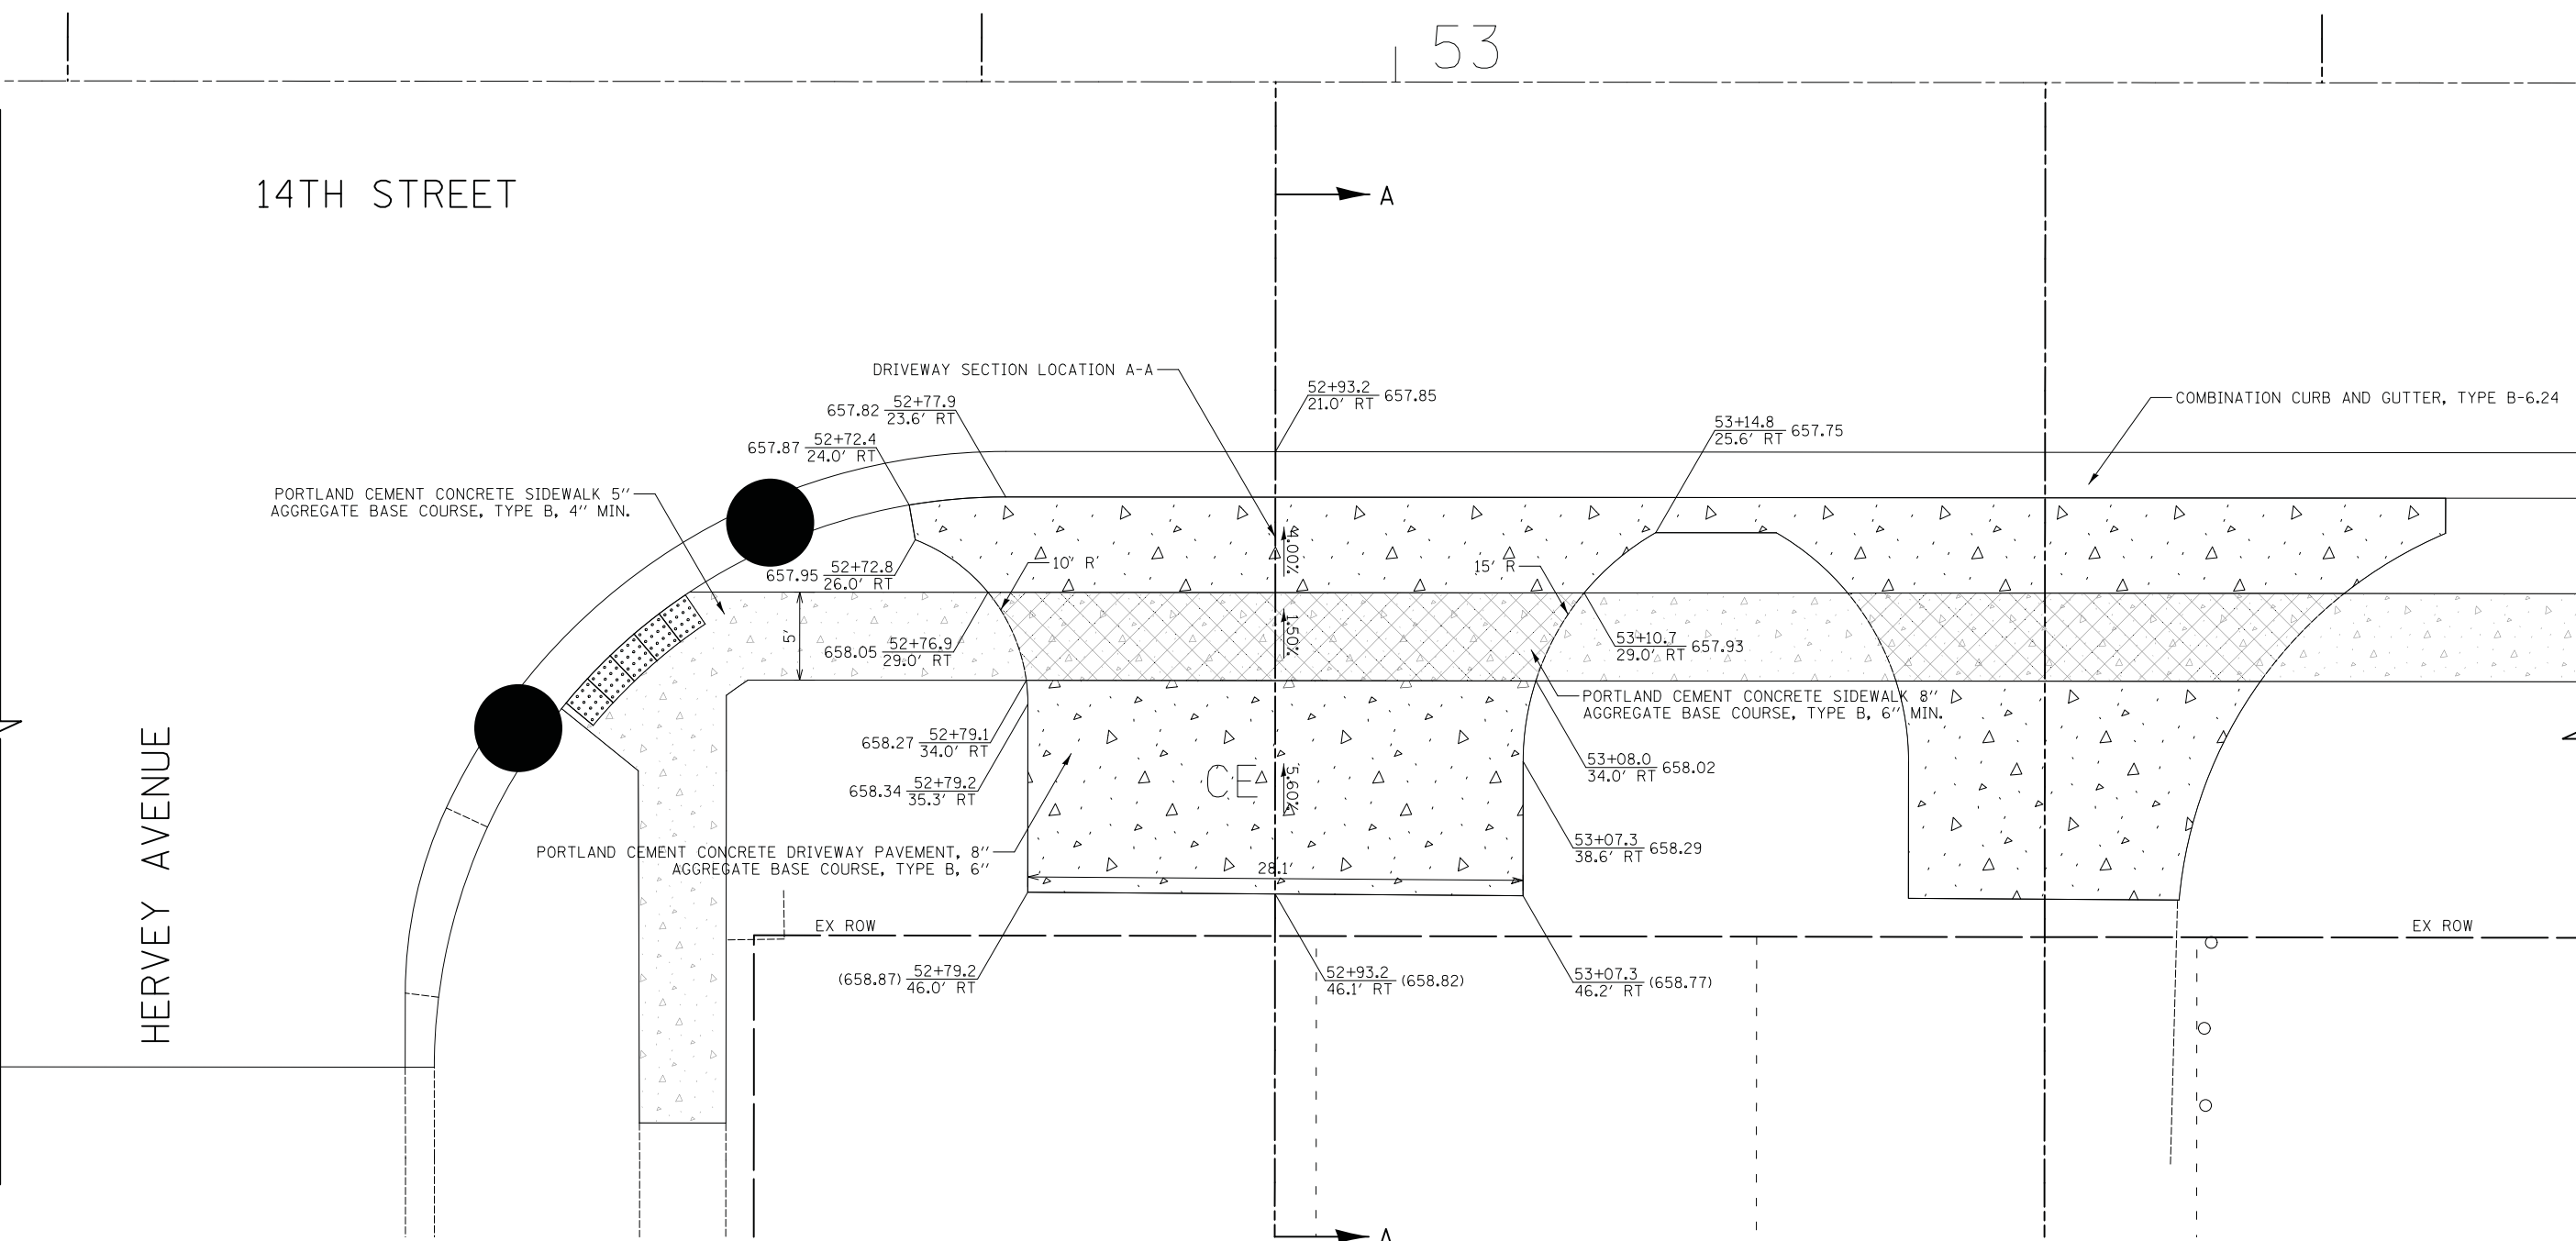 53
14TH STREET
A
DRIVEWAY SECTION LOCATION A-A
52+93.2
21.0' RT 657.85
COMBINATION CURB AND GUTTER, TYPE B-6.24
657.82 52+77.9
23.6' RT
53+14.8
25.6' RT 657.75
657.87 52+72.4
24.0' RT
PORTLAND CEMENT CONCRETE SIDEWALK 5"
AGGREGATE BASE COURSE, TYPE B, 4" MIN.
4.00%
10' R
15' R
657.95 52+72.8
26.0' RT
5'
1.50%
658.05 52+76.9
29.0' RT
53+10.7
29.0' RT 657.93
PORTLAND CEMENT CONCRETE SIDEWALK 8"
AGGREGATE BASE COURSE, TYPE B, 6" MIN.
658.27 52+79.1
34.0' RT
53+08.0
34.0' RT 658.02
658.34 52+79.2
35.3' RT
CE
5.60%
HERVEY AVENUE
53+07.3
38.6' RT 658.29
PORTLAND CEMENT CONCRETE DRIVEWAY PAVEMENT, 8"
AGGREGATE BASE COURSE, TYPE B, 6"
28.1'
EX ROW
EX ROW
(658.87) 52+79.2
46.0' RT
52+93.2
46.1' RT (658.82)
53+07.3
46.2' RT (658.77)
A